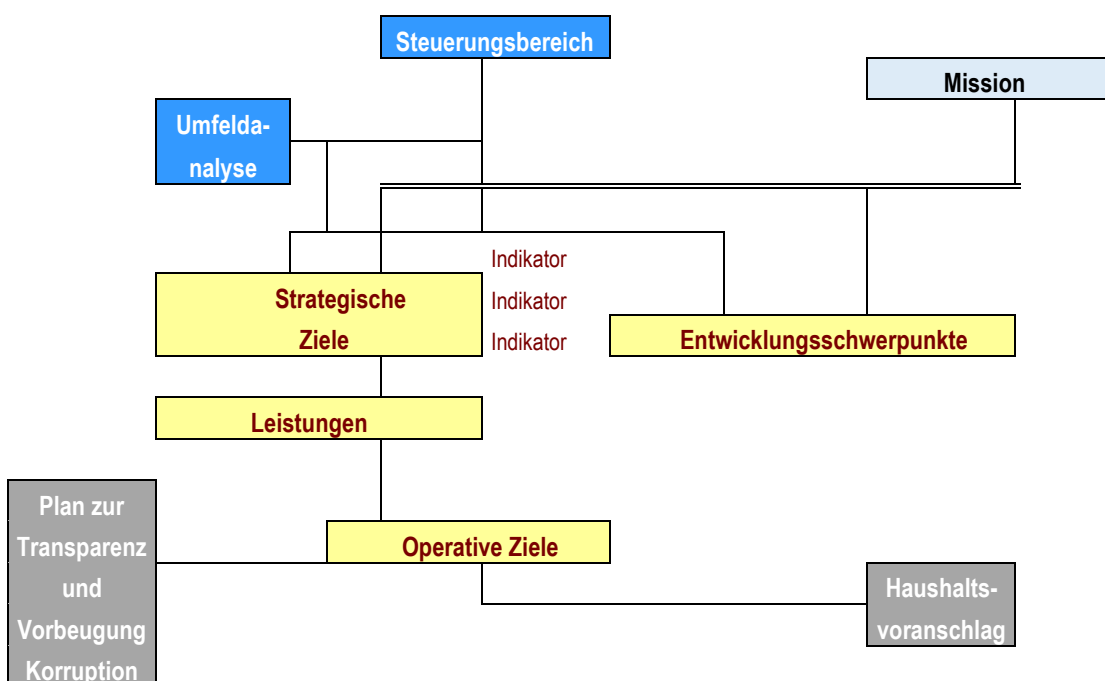 Steuerungsbereich
Mission
Umfelda-
nalyse
Indikator
Strategische
Ziele
Indikator
Indikator
Entwicklungsschwerpunkte
Leistungen
Plan zur
Transparenz
und
Vorbeugung
Korruption
Operative Ziele
Haushalts-
voranschlag